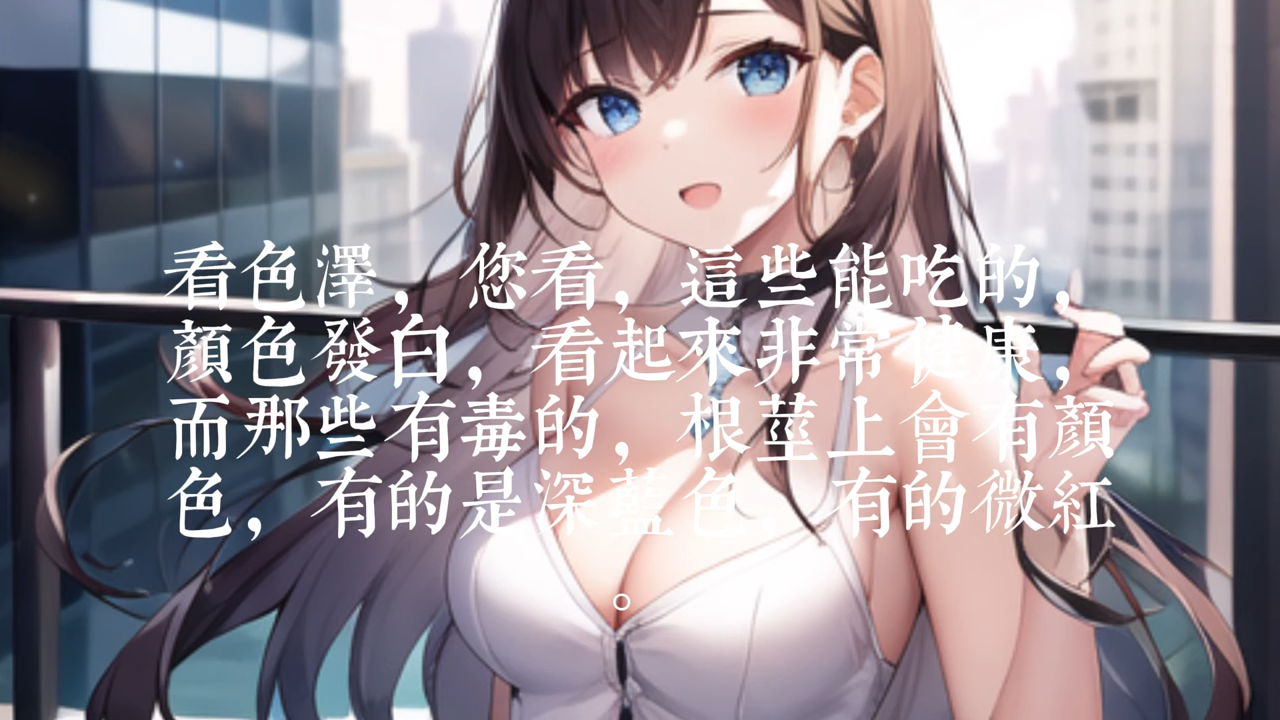 看色澤，您看，這些能吃的，
顏色發白，看起來非常健康，
而那些有毒的，根莖上會有顏
色，有的是深藍色，有的微紅
。